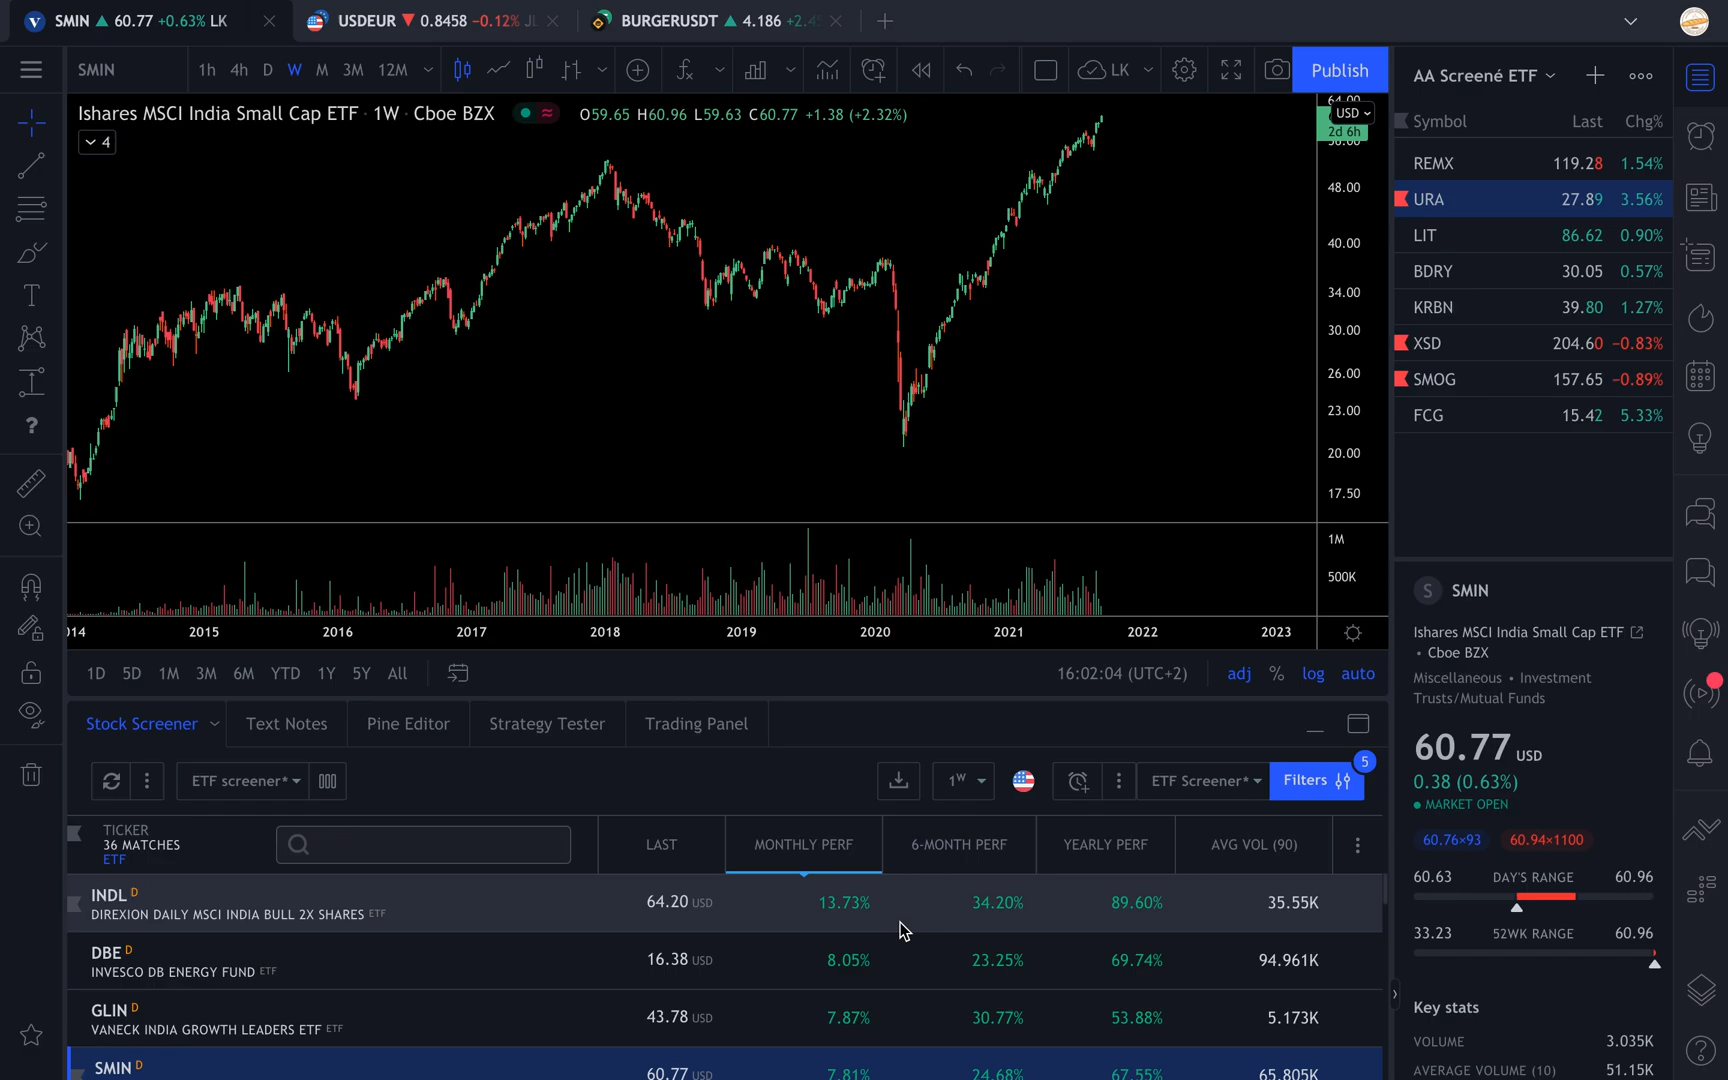 SMIN 60.77 +0.63% LK
USDEUR 0.8458 −0.12%
BURGERUSDT 4.186
SMIN 1h 4h D W M 3M 12M LK Publish
AA Screené ETF
Ishares MSCI India Small Cap ETF · 1W · Cboe BZX O59.65 H60.96 L59.63 C60.77 +1.38 (+2.32%)
4
USD
2d 6h
64.00
48.00
40.00
34.00
30.00
26.00
23.00
20.00
17.50
1M
500K
2015 2016 2017 2018 2019 2020 2021 2022 2023
1D 5D 1M 3M 6M YTD 1Y 5Y All 16:02:04 (UTC+2) adj % log auto
Stock Screener Text Notes Pine Editor Strategy Tester Trading Panel
ETF screener* 1W ETF Screener* Filters 5
TICKER
36 MATCHES
ETF
LAST MONTHLY PERF 6-MONTH PERF YEARLY PERF AVG VOL (90)
INDL D 64.20 USD 13.73% 34.20% 89.60% 35.55K
DIREXION DAILY MSCI INDIA BULL 2X SHARES ETF
DBE D 16.38 USD 8.05% 23.25% 69.74% 94.961K
INVESCO DB ENERGY FUND ETF
GLIN D 43.78 USD 7.87% 30.77% 53.88% 5.173K
VANECK INDIA GROWTH LEADERS ETF ETF
SMIN D 60.77 USD 7.81% 24.68% 67.55% 65.805K
Symbol Last Chg%
REMX 119.28 1.54%
URA 27.89 3.56%
LIT 86.62 0.90%
BDRY 30.05 0.57%
KRBN 39.80 1.27%
XSD 204.60 −0.83%
SMOG 157.65 −0.89%
FCG 15.42 5.33%
S SMIN
Ishares MSCI India Small Cap ETF
• Cboe BZX
Miscellaneous • Investment
Trusts/Mutual Funds
60.77 USD
0.38 (0.63%)
MARKET OPEN
60.76×93 60.94×1100
60.63 DAY'S RANGE 60.96
33.23 52WK RANGE 60.96
Key stats
VOLUME 3.035K
AVERAGE VOLUME (10) 51.15K